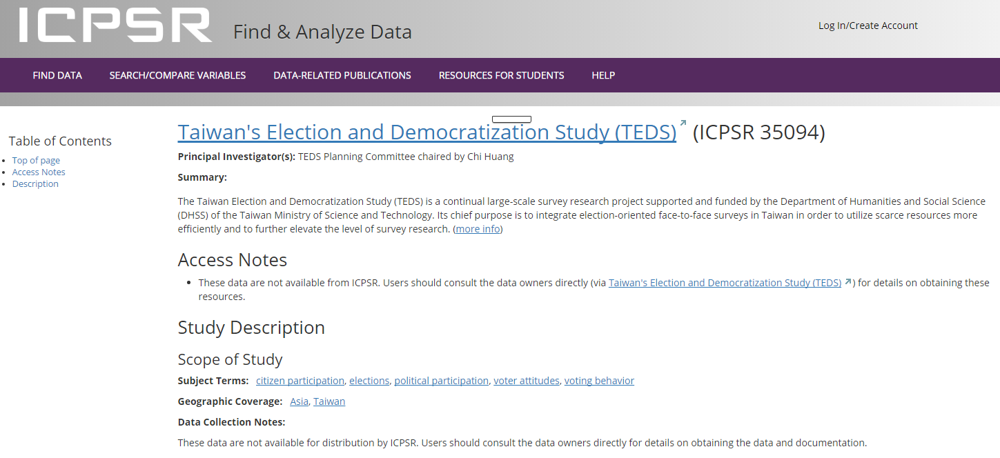 ICPSR Find & Analyze Data
Log In/Create Account
FIND DATA SEARCH/COMPARE VARIABLES DATA-RELATED PUBLICATIONS RESOURCES FOR STUDENTS HELP
Table of Contents
Top of page
Access Notes
Description
Taiwan's Election and Democratization Study (TEDS) (ICPSR 35094)
Principal Investigator(s): TEDS Planning Committee chaired by Chi Huang
Summary:
The Taiwan Election and Democratization Study (TEDS) is a continual large-scale survey research project supported and funded by the Department of Humanities and Social Science
(DHSS) of the Taiwan Ministry of Science and Technology. Its chief purpose is to integrate election-oriented face-to-face surveys in Taiwan in order to utilize scarce resources more
efficiently and to further elevate the level of survey research. (more info)
Access Notes
These data are not available from ICPSR. Users should consult the data owners directly (via Taiwan's Election and Democratization Study (TEDS) ) for details on obtaining these
resources.
Study Description
Scope of Study
Subject Terms: citizen participation, elections, political participation, voter attitudes, voting behavior
Geographic Coverage: Asia, Taiwan
Data Collection Notes:
These data are not available for distribution by ICPSR. Users should consult the data owners directly for details on obtaining the data and documentation.